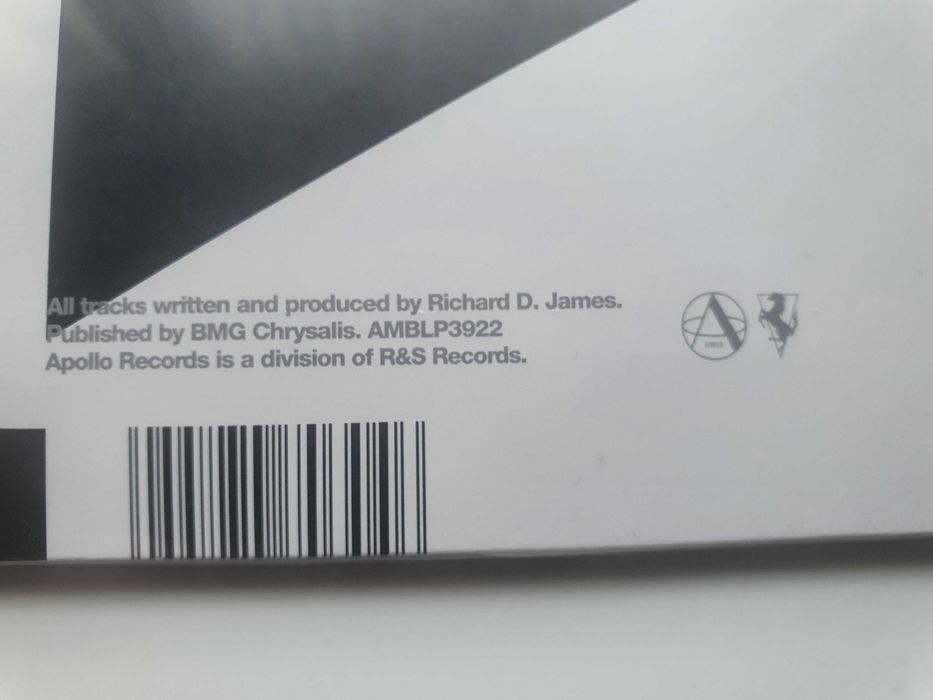 All tracks written and produced by Richard D. James.
Published by BMG Chrysalis. AMBLP3922
Apollo Records is a division of R&S Records.